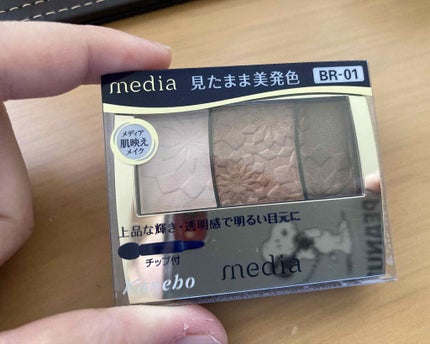 media 見たまま美発色 BR-01
メディア
肌映え
メイク
上品な輝き・透明感で明るい目元に
チップ付
Kanebo
media